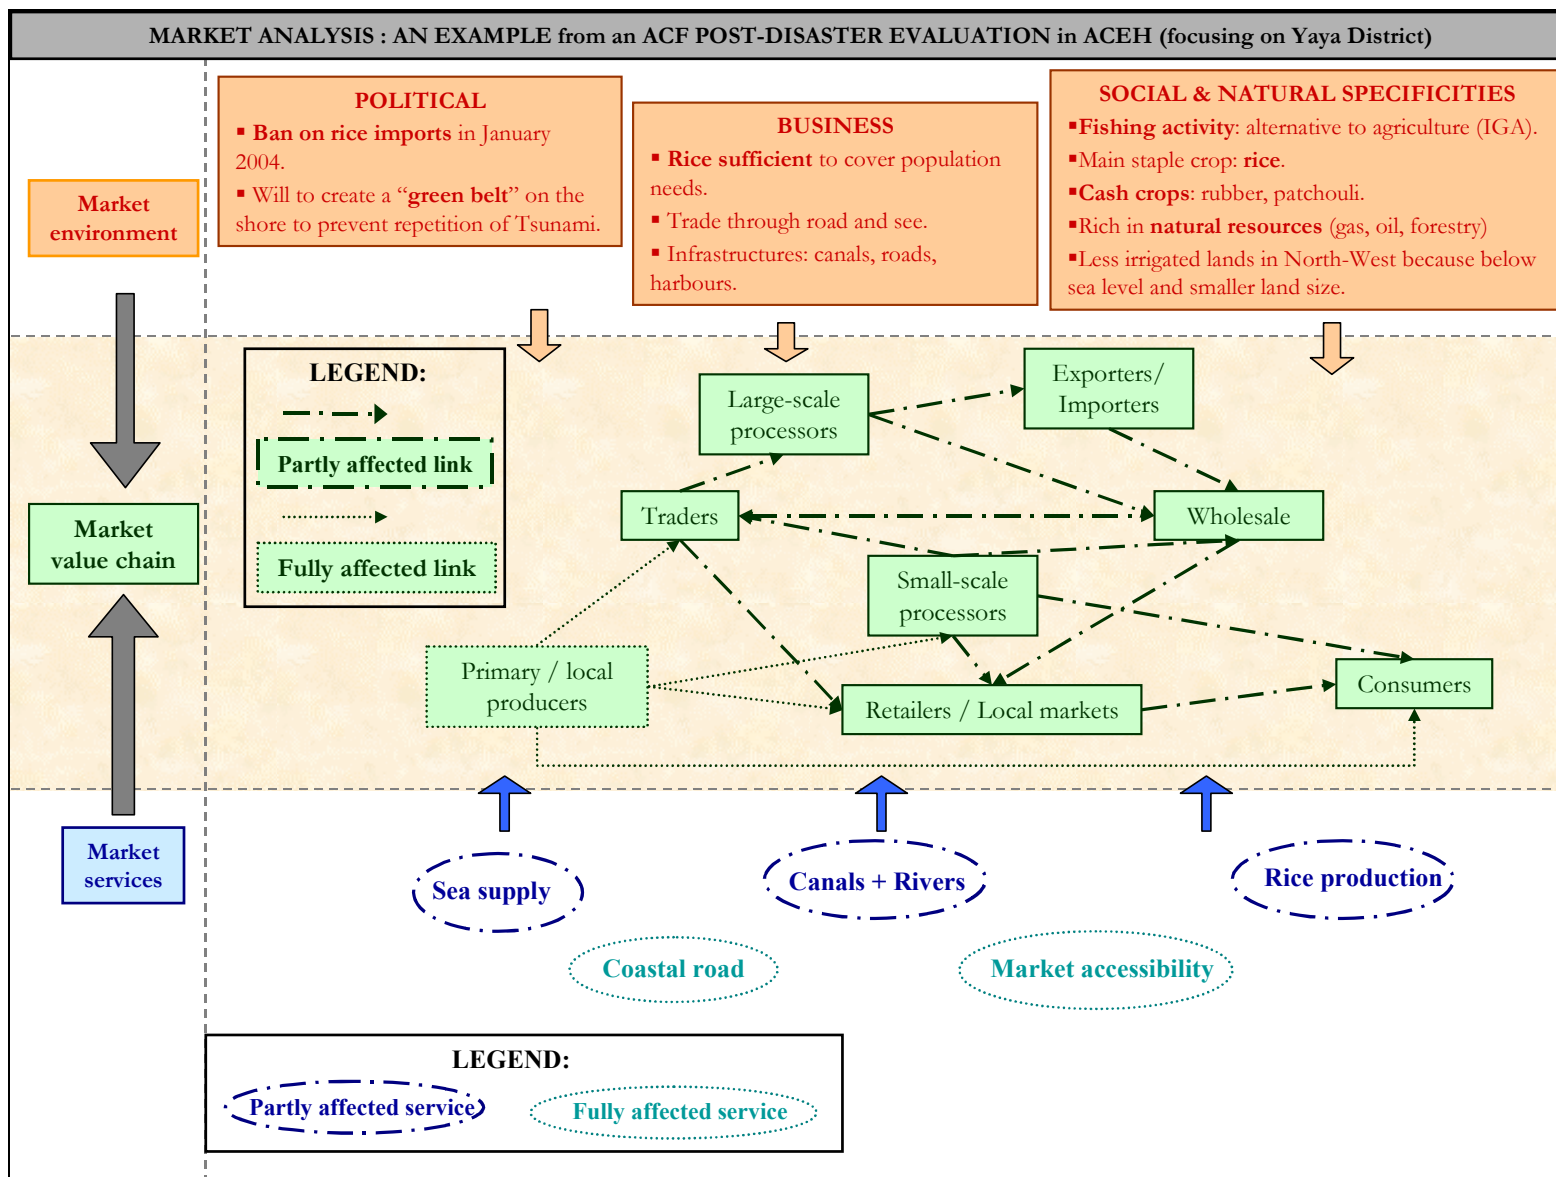 MARKET ANALYSIS : AN EXAMPLE from an ACF POST-DISASTER EVALUATION in ACEH (focusing on Yaya District)
POLITICAL
▪ Ban on rice imports in January
2004.
▪ Will to create a “green belt” on the
shore to prevent repetition of Tsunami.
BUSINESS
▪ Rice sufficient to cover population
needs.
▪ Trade through road and see.
▪ Infrastructures: canals, roads,
harbours.
SOCIAL & NATURAL SPECIFICITIES
▪Fishing activity: alternative to agriculture (IGA).
▪Main staple crop: rice.
▪Cash crops: rubber, patchouli.
▪Rich in natural resources (gas, oil, forestry)
▪Less irrigated lands in North-West because below
sea level and smaller land size.
Market
environment
LEGEND:
Partly affected link
Fully affected link
Large-scale
processors
Exporters/
Importers
Traders
Wholesale
Market
value chain
Small-scale
processors
Primary / local
producers
Retailers / Local markets
Consumers
Market
services
Sea supply
Canals + Rivers
Rice production
Coastal road
Market accessibility
LEGEND:
Partly affected service
Fully affected service